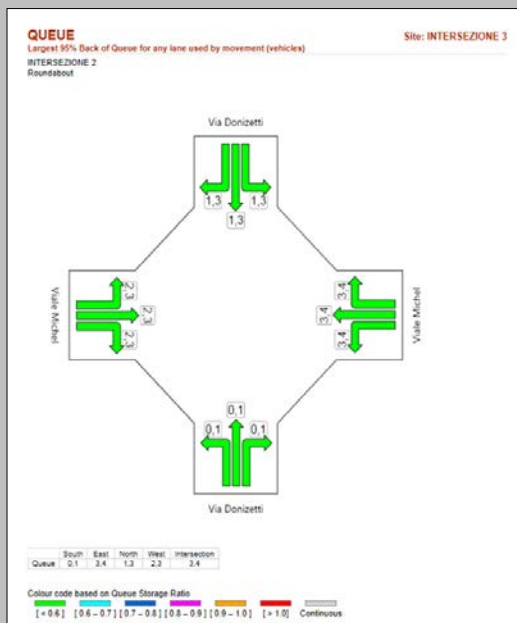 QUEUE
Site: INTERSEZIONE 3
Largest 95% Back of Queue for any lane used by movement (vehicles)
INTERSEZIONE 2
Roundabout
Via Donizetti
1,3 1,3
1,3
Viale Michel
2,3
2,3
2,3
3,4
3,4
3,4
Viale Michel
0,1
0,1 0,1
Via Donizetti
South East North West Intersection
Queue 0.1 3.4 1.3 2.3 3.4
Colour code based on Queue Storage Ratio
[ < 0.6 ] [ 0.6 – 0.7 ] [ 0.7 – 0.8 ] [ 0.8 – 0.9 ] [ 0.9 – 1.0 ] [ > 1.0 ] Continuous